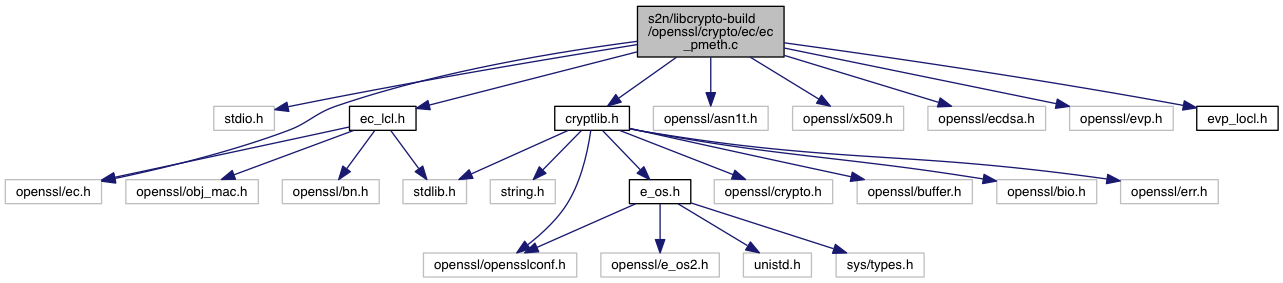 s2n/libcrypto-build
/openssl/crypto/ec/ec
_pmeth.c
stdio.h
ec_lcl.h
cryptlib.h
openssl/asn1t.h
openssl/x509.h
openssl/ecdsa.h
openssl/evp.h
evp_locl.h
openssl/ec.h
openssl/obj_mac.h
openssl/bn.h
stdlib.h
string.h
e_os.h
openssl/crypto.h
openssl/buffer.h
openssl/bio.h
openssl/err.h
openssl/opensslconf.h
openssl/e_os2.h
unistd.h
sys/types.h